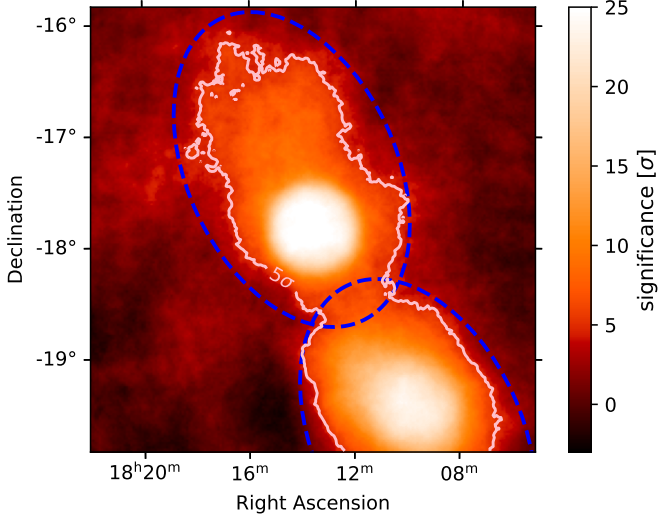 -16°
-17°
-18°
-19°
Declination
18ʰ20ᵐ
16ᵐ
12ᵐ
08ᵐ
Right Ascension
5σ
25
20
15
10
5
0
significance [σ]